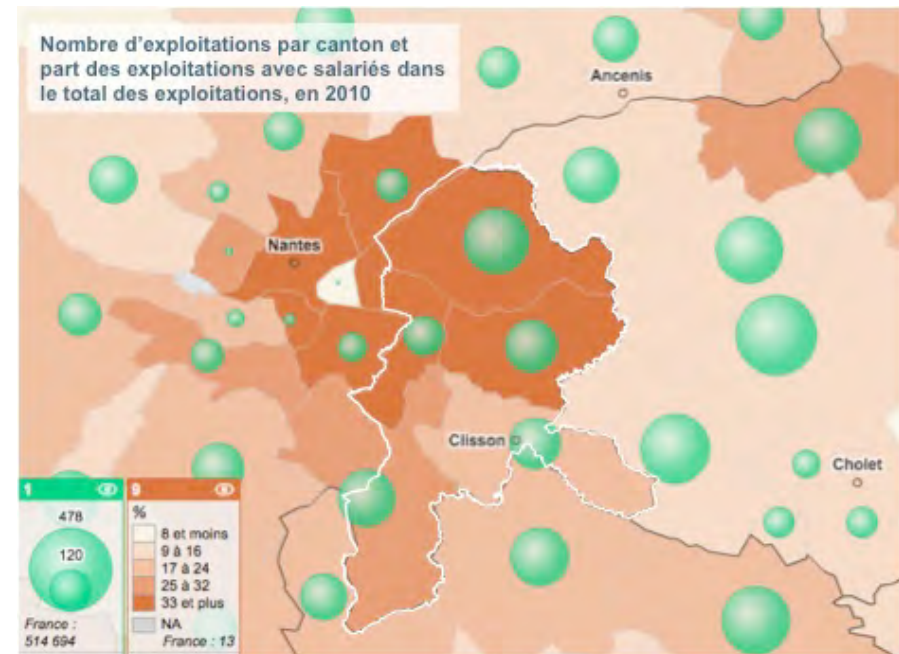 Nombre d'exploitations par canton et
part des exploitations avec salariés dans
le total des exploitations, en 2010
Ancenis
Nantes
Clisson
Cholet
1
478
120
France :
514 694
9
%
8 et moins
9 à 16
17 à 24
25 à 32
33 et plus
NA
France : 13